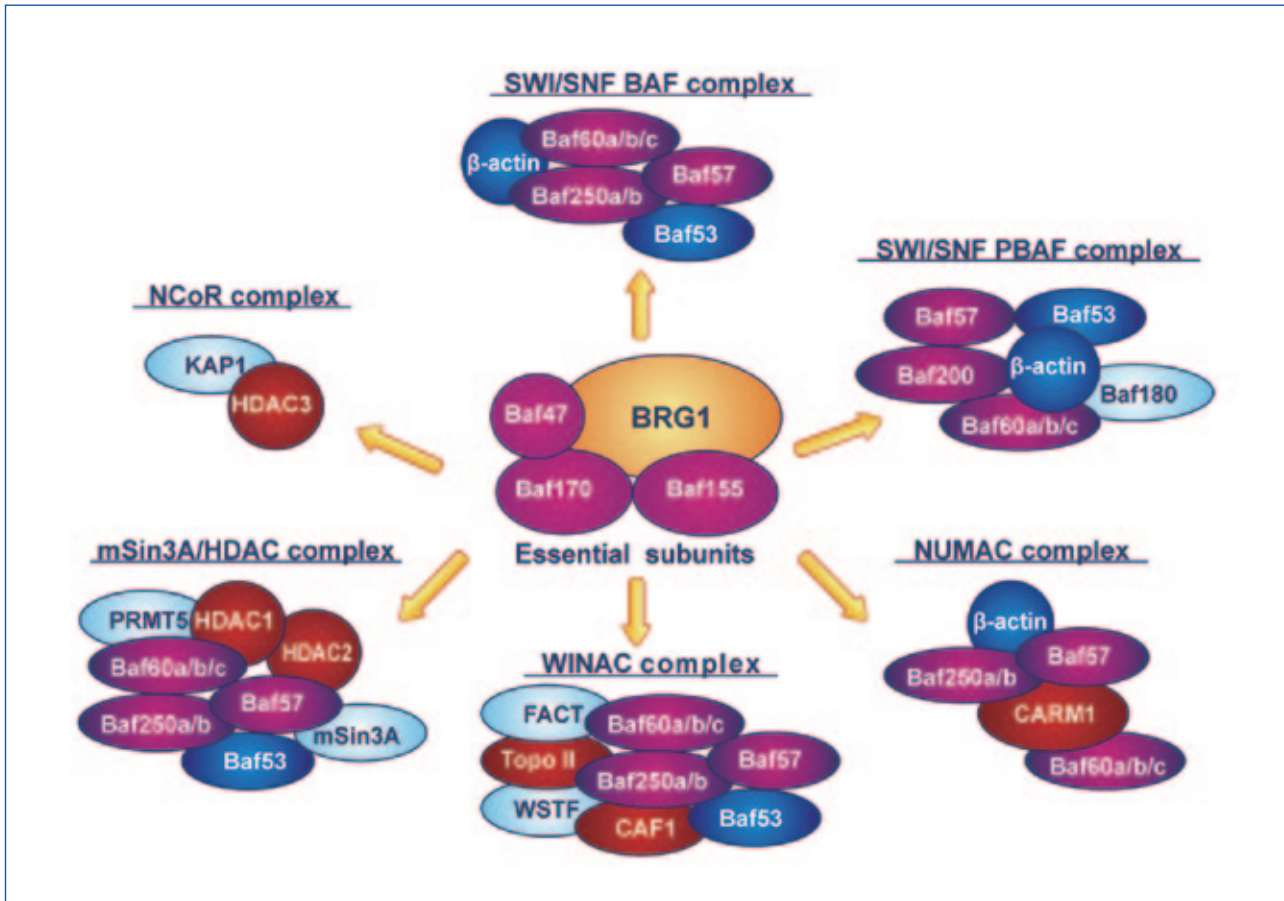 SWI/SNF BAF complex
Baf60a/b/c
β-actin
Baf57
Baf250a/b
Baf53
SWI/SNF PBAF complex
Baf57
Baf53
β-actin
Baf200
Baf180
Baf60a/b/c
NCoR complex
KAP1
HDAC3
Baf47
BRG1
Baf170
Baf155
Essential subunits
mSin3A/HDAC complex
PRMT5
HDAC1
HDAC2
Baf60a/b/c
Baf57
Baf250a/b
mSin3A
Baf53
WINAC complex
FACT
Baf60a/b/c
Topo II
Baf57
Baf250a/b
WSTF
CAF1
Baf53
NUMAC complex
β-actin
Baf57
Baf250a/b
CARM1
Baf60a/b/c